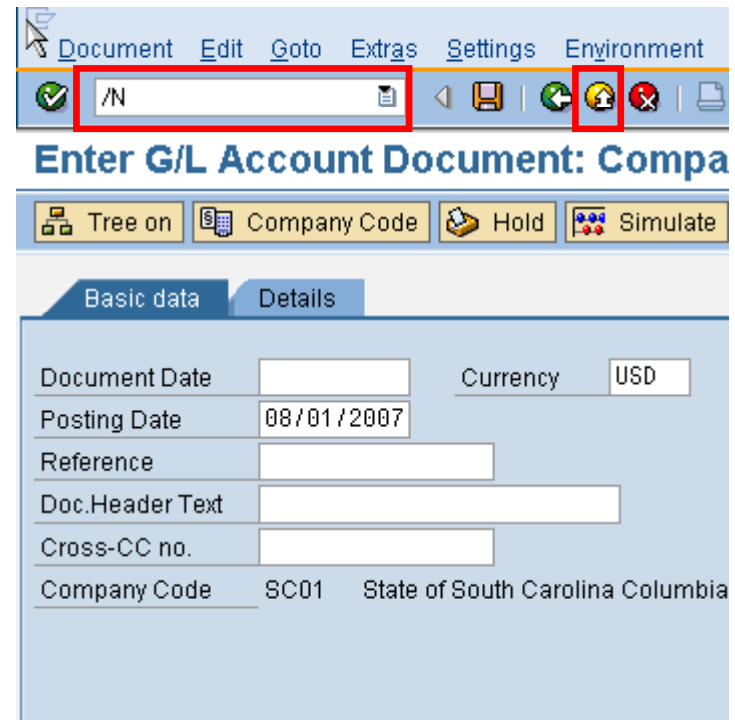 Document Edit Goto Extras Settings Environment
/N
Enter G/L Account Document: Compa
Tree on Company Code Hold Simulate
Basic data Details
Document Date Currency USD
Posting Date 08/01/2007
Reference
Doc.Header Text
Cross-CC no.
Company Code SC01 State of South Carolina Columbia